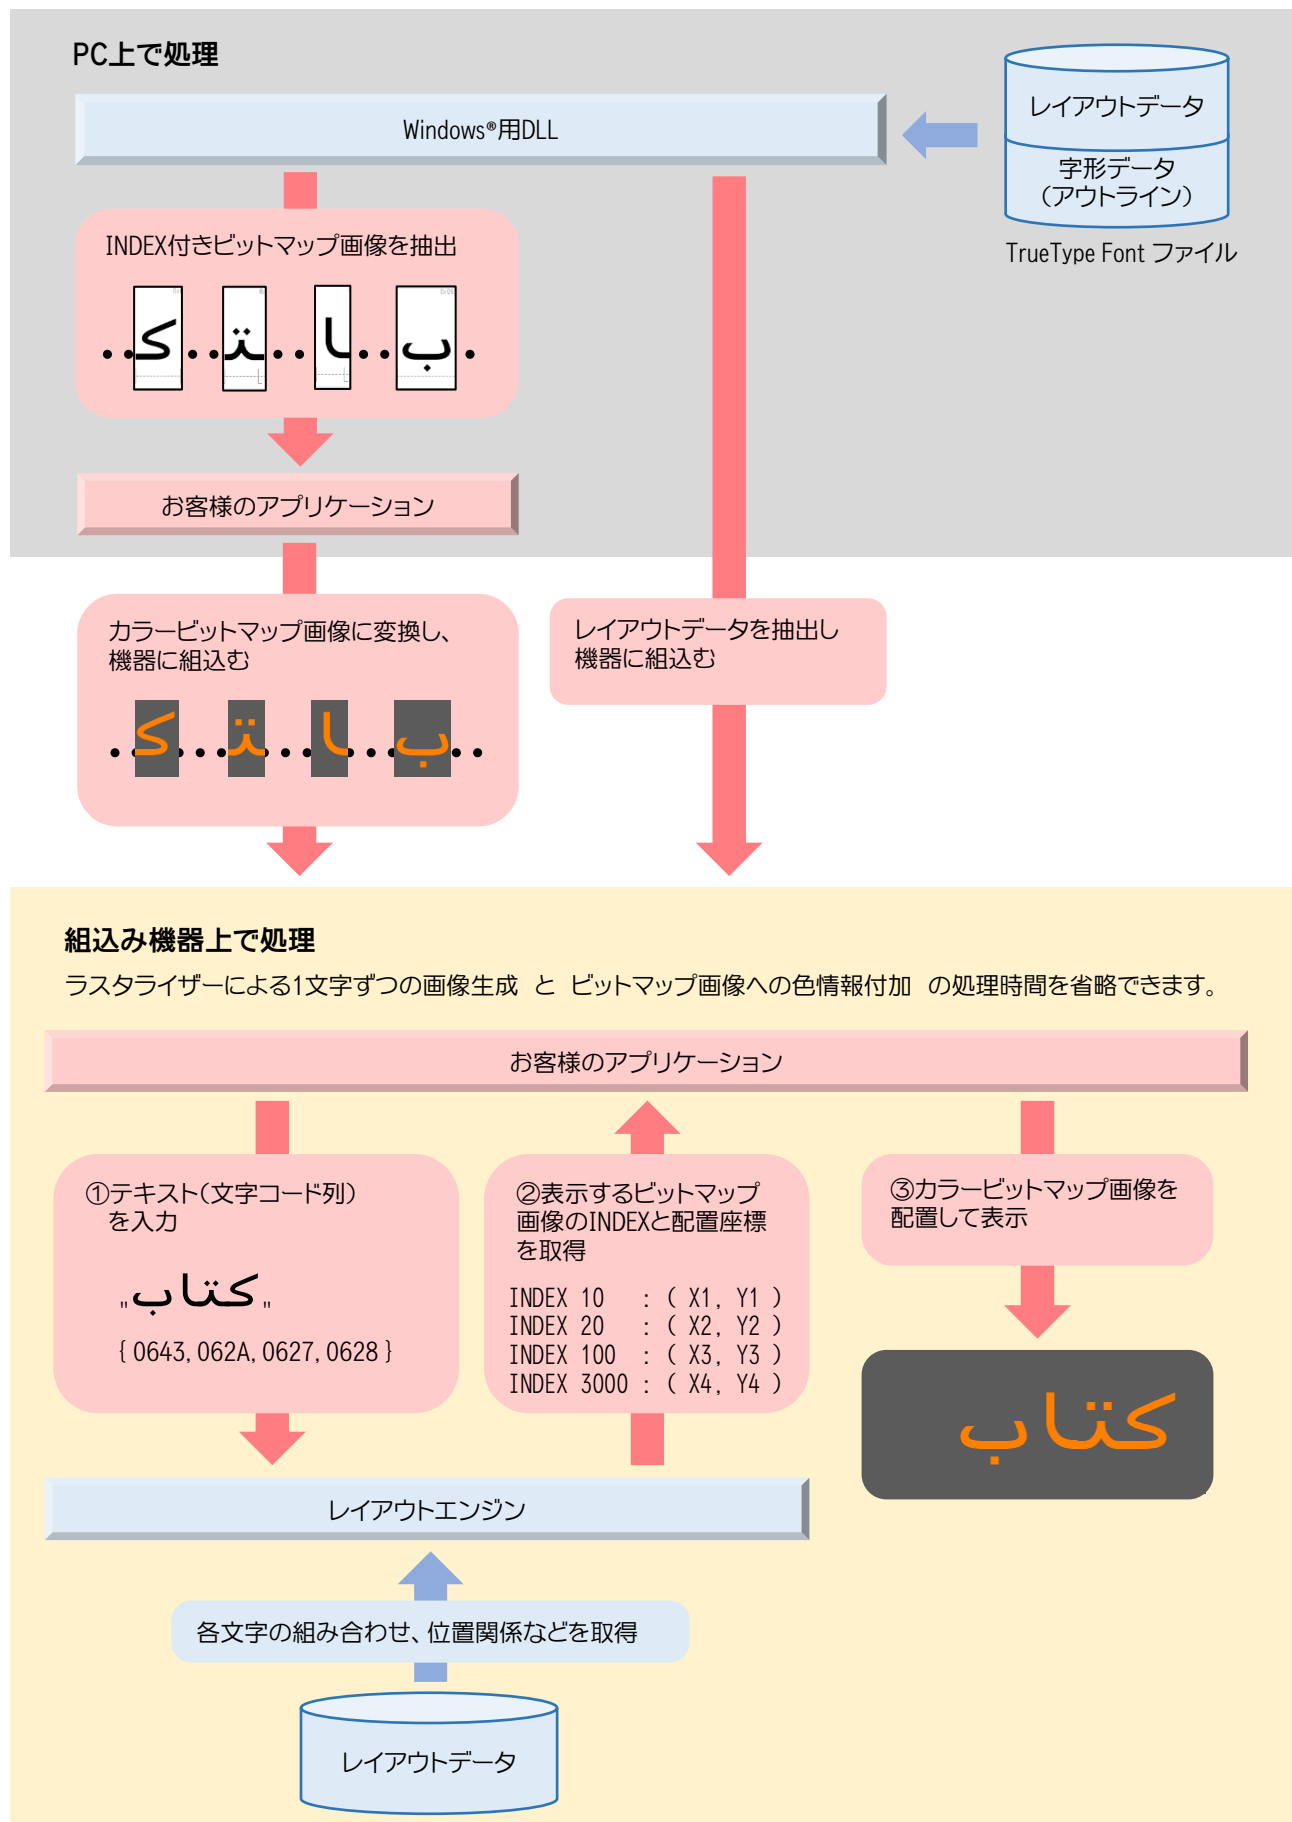 PC上で処理
Windows®用DLL
レイアウトデータ
字形データ
(アウトライン)
TrueType Font ファイル
INDEX付きビットマップ画像を抽出
ك ت ا ب
お客様のアプリケーション
カラービットマップ画像に変換し、
機器に組込む
ك ت ا ب
レイアウトデータを抽出し
機器に組込む
組込み機器上で処理
ラスタライザーによる1文字ずつの画像生成 と ビットマップ画像への色情報付加 の処理時間を省略できます。
お客様のアプリケーション
①テキスト(文字コード列)
を入力
"كتاب"
{ 0643, 062A, 0627, 0628 }
②表示するビットマップ
画像のINDEXと配置座標
を取得
INDEX 10 : ( X1, Y1 )
INDEX 20 : ( X2, Y2 )
INDEX 100 : ( X3, Y3 )
INDEX 3000 : ( X4, Y4 )
③カラービットマップ画像を
配置して表示
كتاب
レイアウトエンジン
各文字の組み合わせ、位置関係などを取得
レイアウトデータ